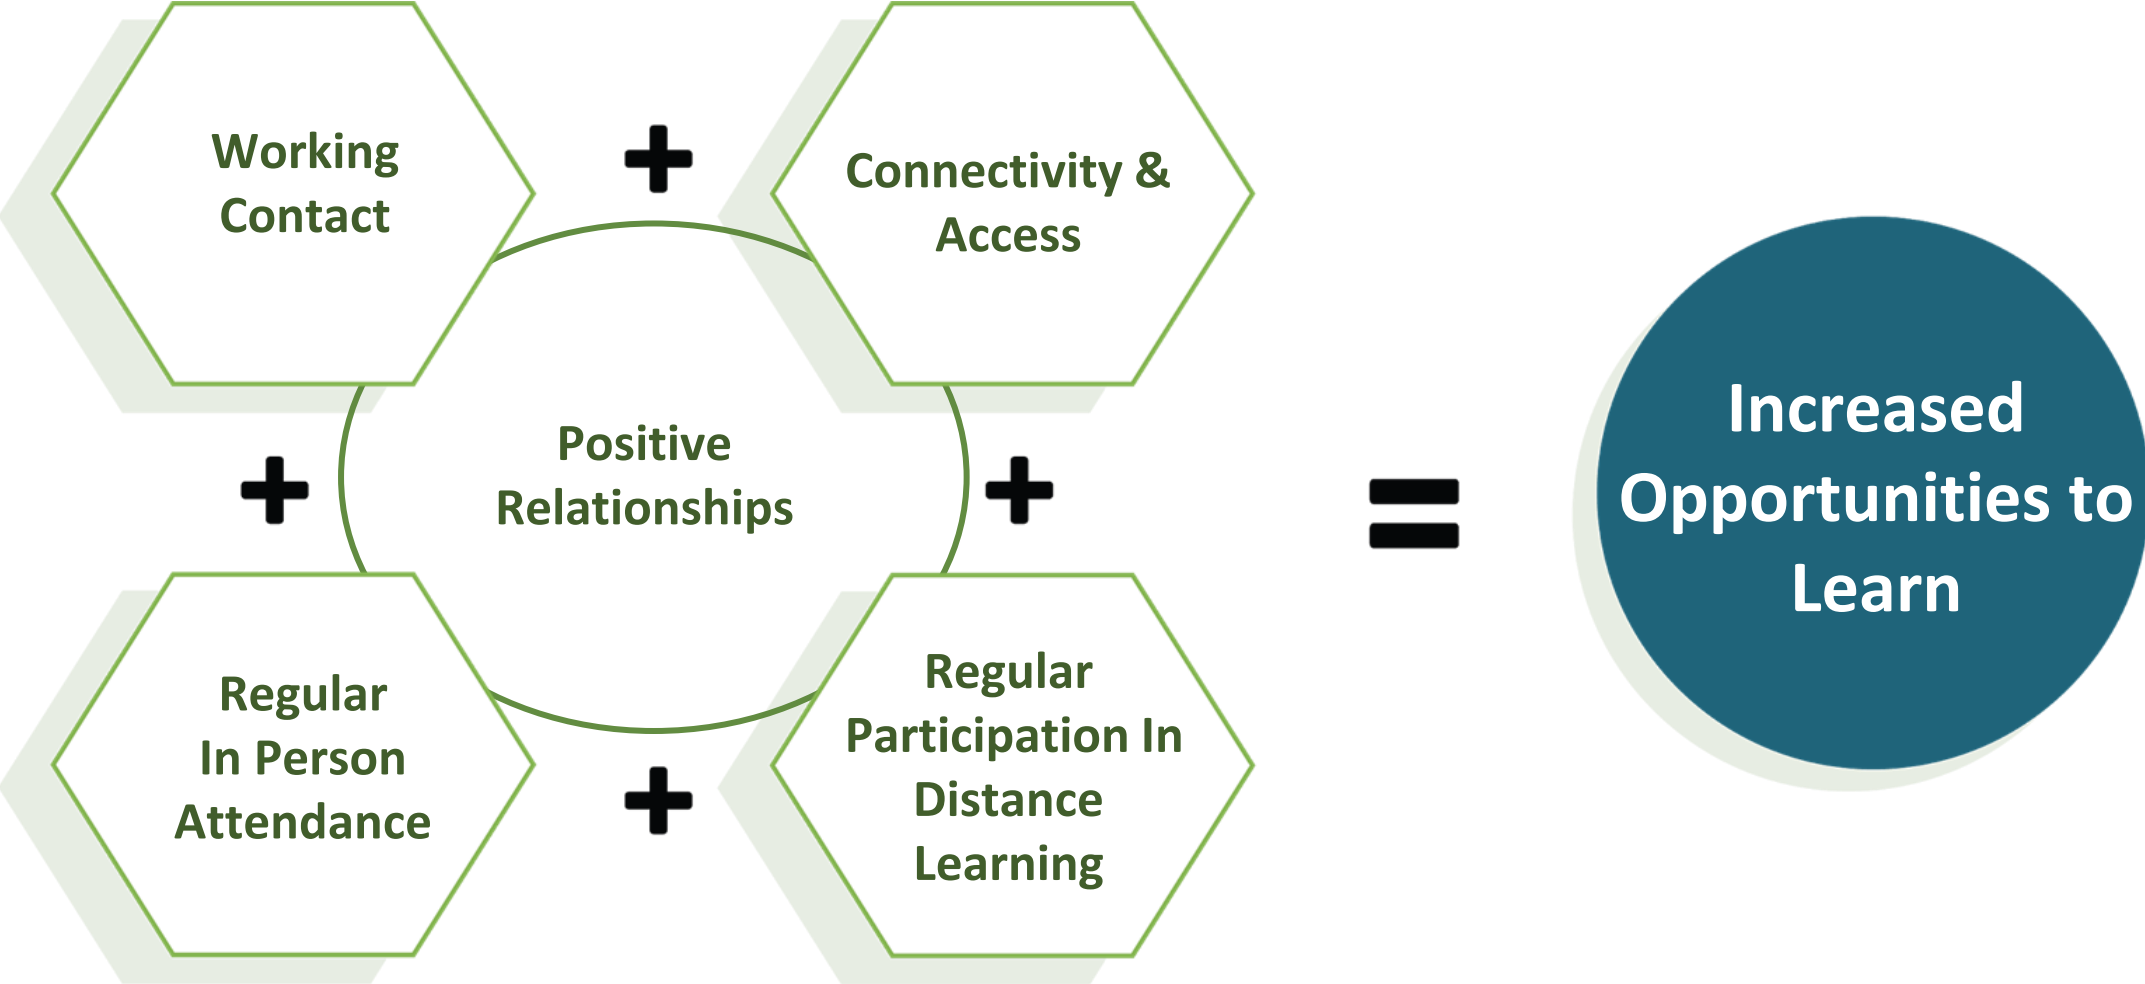 Working
Contact
Connectivity &
Access
Positive
Relationships
Regular
In Person
Attendance
Regular
Participation In
Distance
Learning
Increased
Opportunities to
Learn